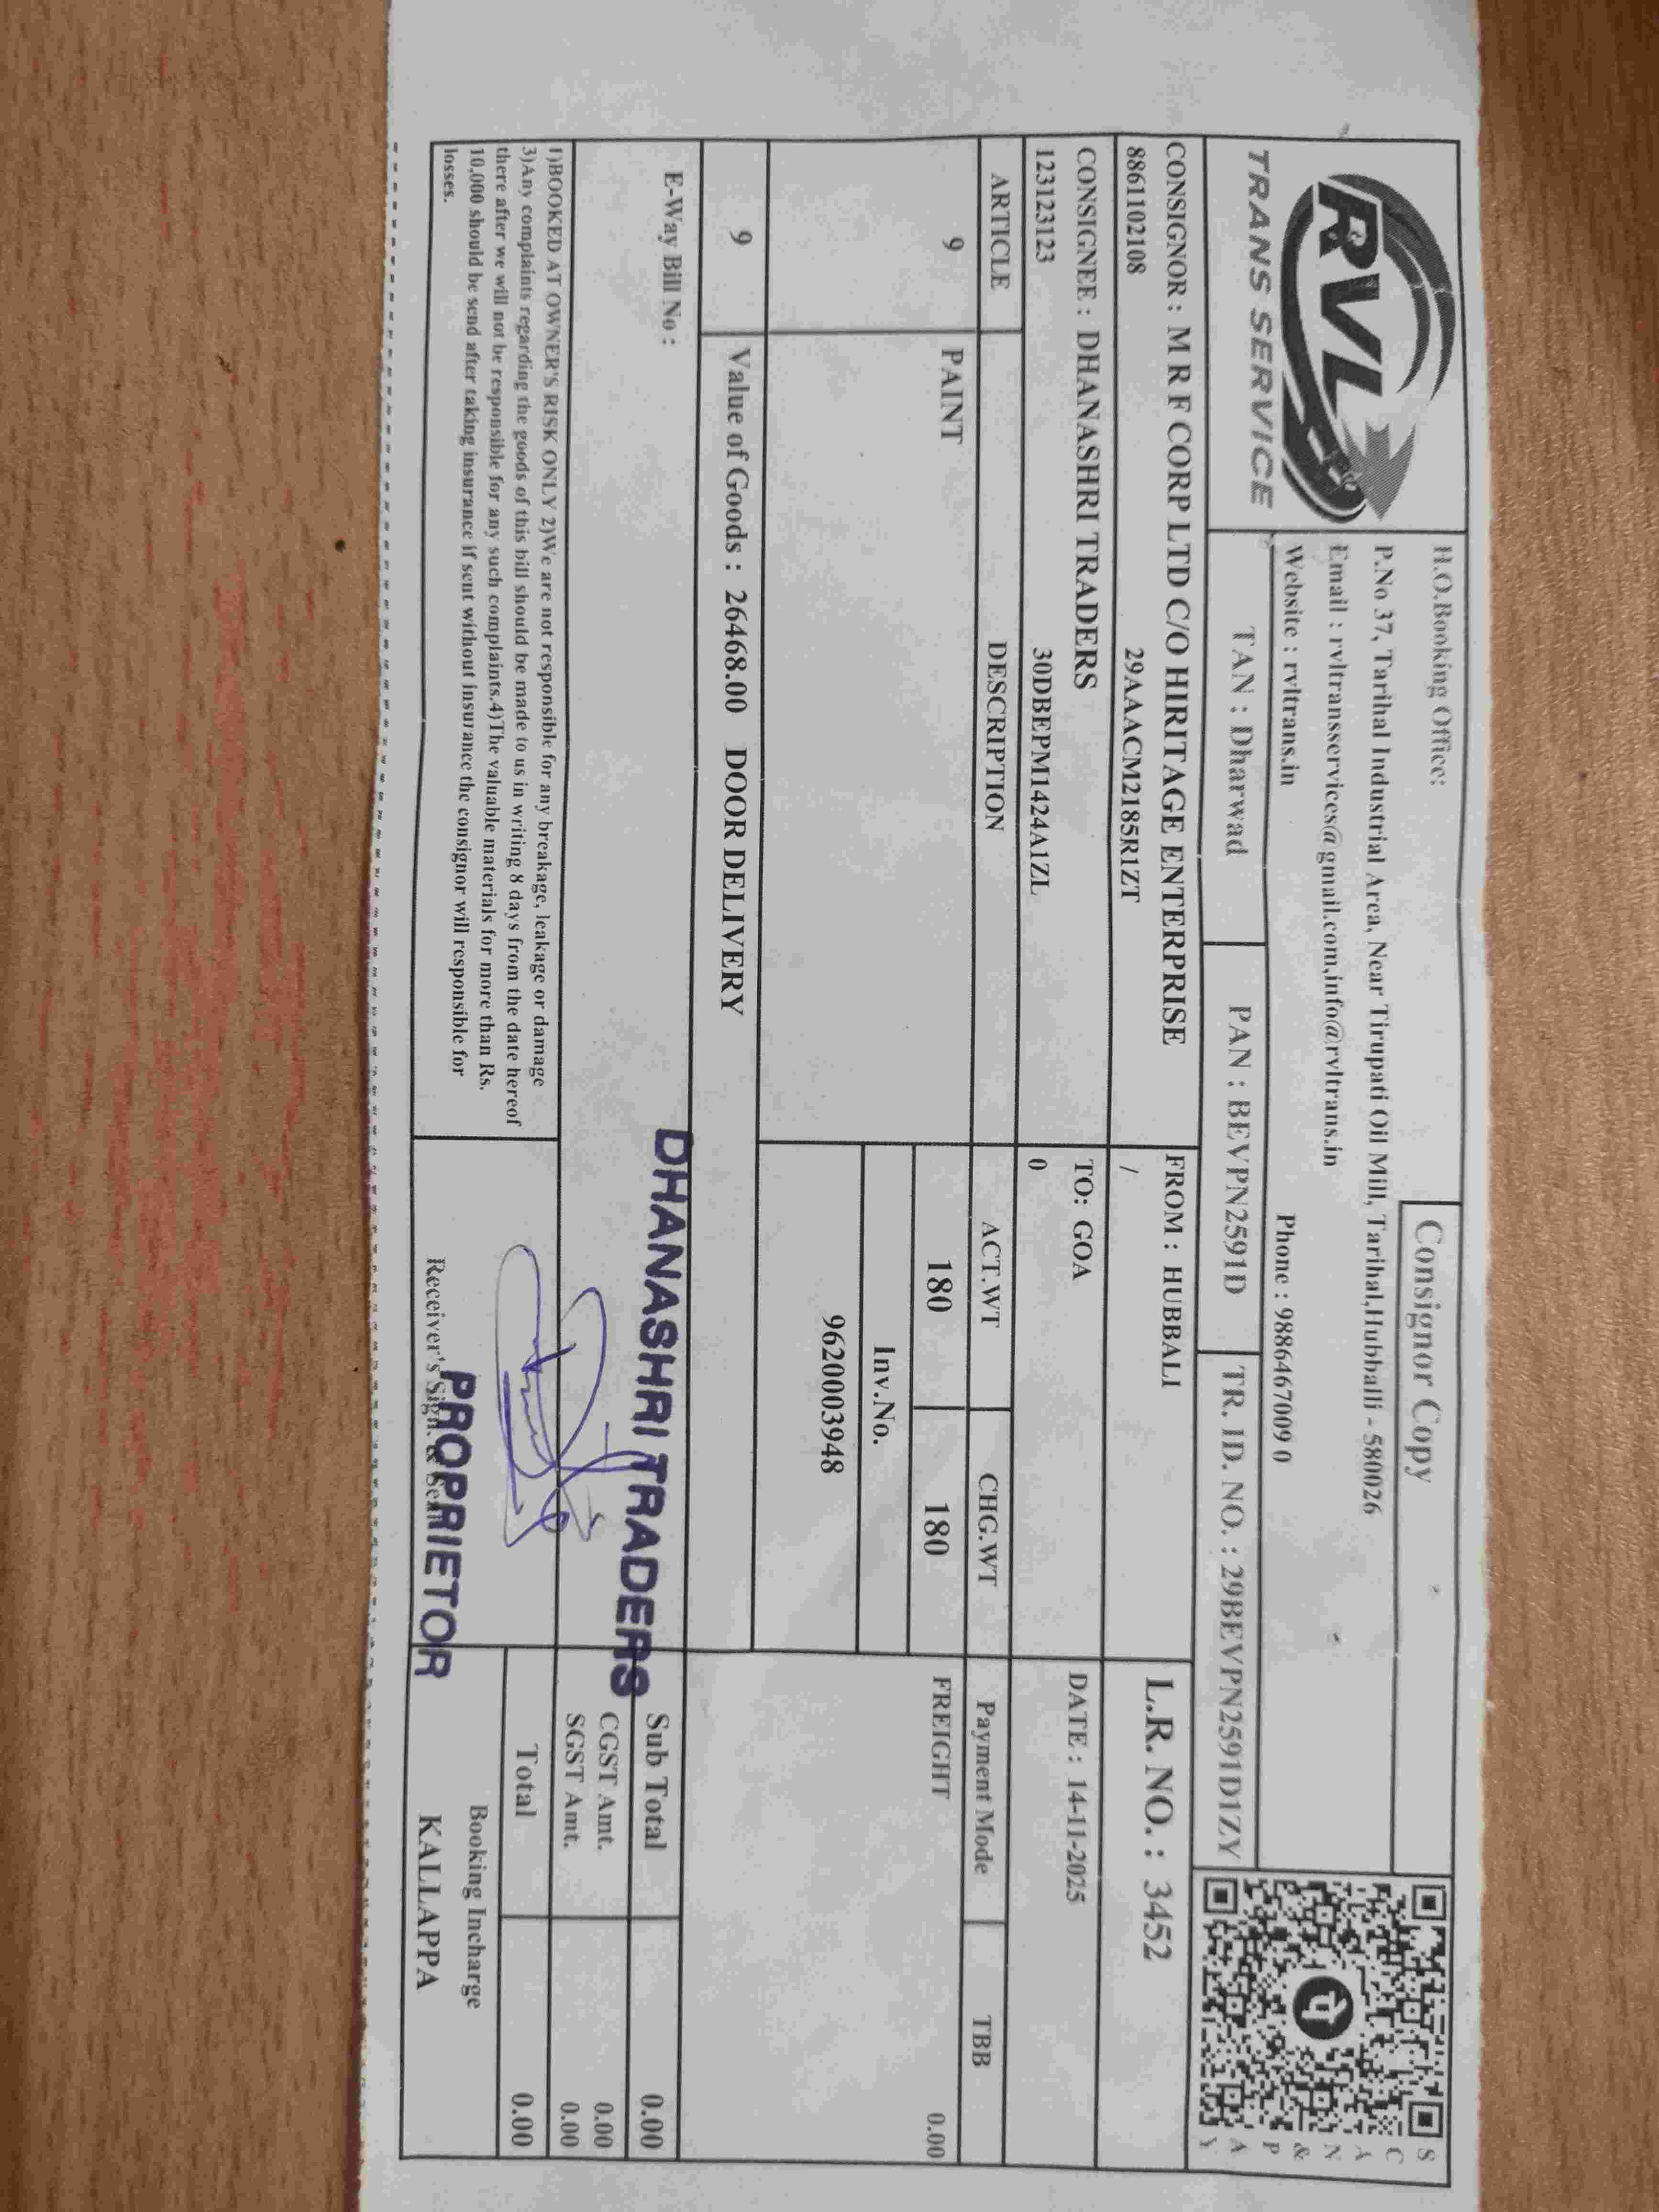 RVL
TRANS SERVICE
Consignor Copy
H.O.Booking Office:
P.No 37, Tarihal Industrial Area, Near Tirupati Oil Mill, Tarihal,Hubballi - 580026
Email : rvltransservices@gmail.com,info@rvltrans.in
Website : rvltrans.in Phone : 9886467009 0
SCAN & PAY
TAN : Dharwad PAN : BEVPN2591D TR. ID. NO. : 29BEVPN2591D1ZY
CONSIGNOR : M R F CORP LTD C/O HIRITAGE ENTERPRISE FROM : HUBBALI L.R. NO. : 3452
8861102108 29AAACM2185R1ZT /
CONSIGNEE : DHANASHRI TRADERS TO: GOA DATE : 14-11-2025
123123123 30DBEPM1424A1ZL 0
ARTICLE DESCRIPTION ACT.WT CHG.WT Payment Mode TBB
9 PAINT 180 180 FREIGHT 0.00
Inv.No.
9620003948
9 Value of Goods : 26468.00 DOOR DELIVERY
E-Way Bill No : Sub Total 0.00
DHANASHRI TRADERS
CGST Amt. 0.00
SGST Amt. 0.00
Total 0.00
1)BOOKED AT OWNER'S RISK ONLY 2)We are not responsible for any breakage, leakage or damage
3)Any complaints regarding the goods of this bill should be made to us in writing 8 days from the date hereof
there after we will not be responsible for any such complaints.4)The valuable materials for more than Rs.
10,000 should be send after taking insurance if sent without insurance the consignor will responsible for
losses.
Receiver's Sign. &
PROPRIETOR
Booking Incharge
KALLAPPA